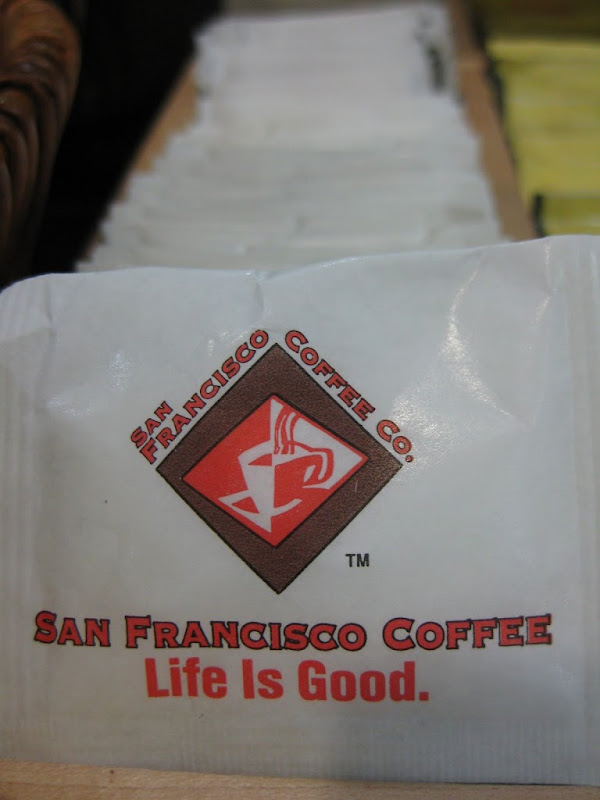 San
Francisco
Coffee Co.
TM
San Francisco Coffee
Life Is Good.